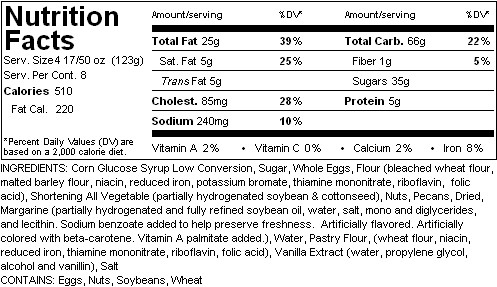 Nutrition
Facts
Serv. Size4 17/50 oz (123g)
Serv. Per Cont. 8
Calories 510
Fat Cal. 220
*Percent Daily Values (DV) are
based on a 2,000 calorie diet.
Amount/serving %DV* Amount/serving %DV*
Total Fat 25g 39% Total Carb. 66g 22%
Sat. Fat 5g 25% Fiber 1g 5%
Trans Fat 5g Sugars 35g
Cholest. 85mg 28% Protein 5g
Sodium 240mg 10%
Vitamin A 2% • Vitamin C 0% • Calcium 2% • Iron 8%
INGREDIENTS: Corn Glucose Syrup Low Conversion, Sugar, Whole Eggs, Flour (bleached wheat flour,
malted barley flour, niacin, reduced iron, potassium bromate, thiamine mononitrate, riboflavin, folic
acid), Shortening All Vegetable (partially hydrogenated soybean & cottonseed), Nuts, Pecans, Dried,
Margarine (partially hydrogenated and fully refined soybean oil, water, salt, mono and diglycerides,
and lecithin. Sodium benzoate added to help preserve freshness. Artificially flavored. Artificially
colored with beta-carotene. Vitamin A palmitate added.), Water, Pastry Flour, (wheat flour, niacin,
reduced iron, thiamine mononitrate, riboflavin, folic acid), Vanilla Extract (water, propylene glycol,
alcohol and vanillin), Salt
CONTAINS: Eggs, Nuts, Soybeans, Wheat